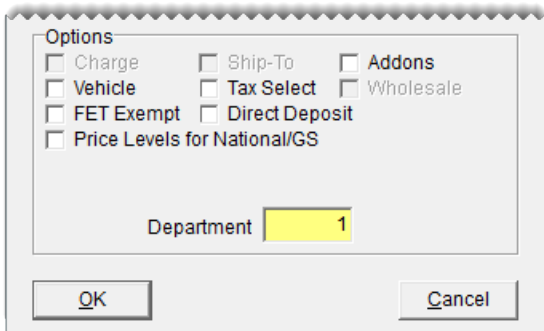 Options
Charge Ship-To Addons
Vehicle Tax Select Wholesale
FET Exempt Direct Deposit
Price Levels for National/GS
Department 1
OK Cancel